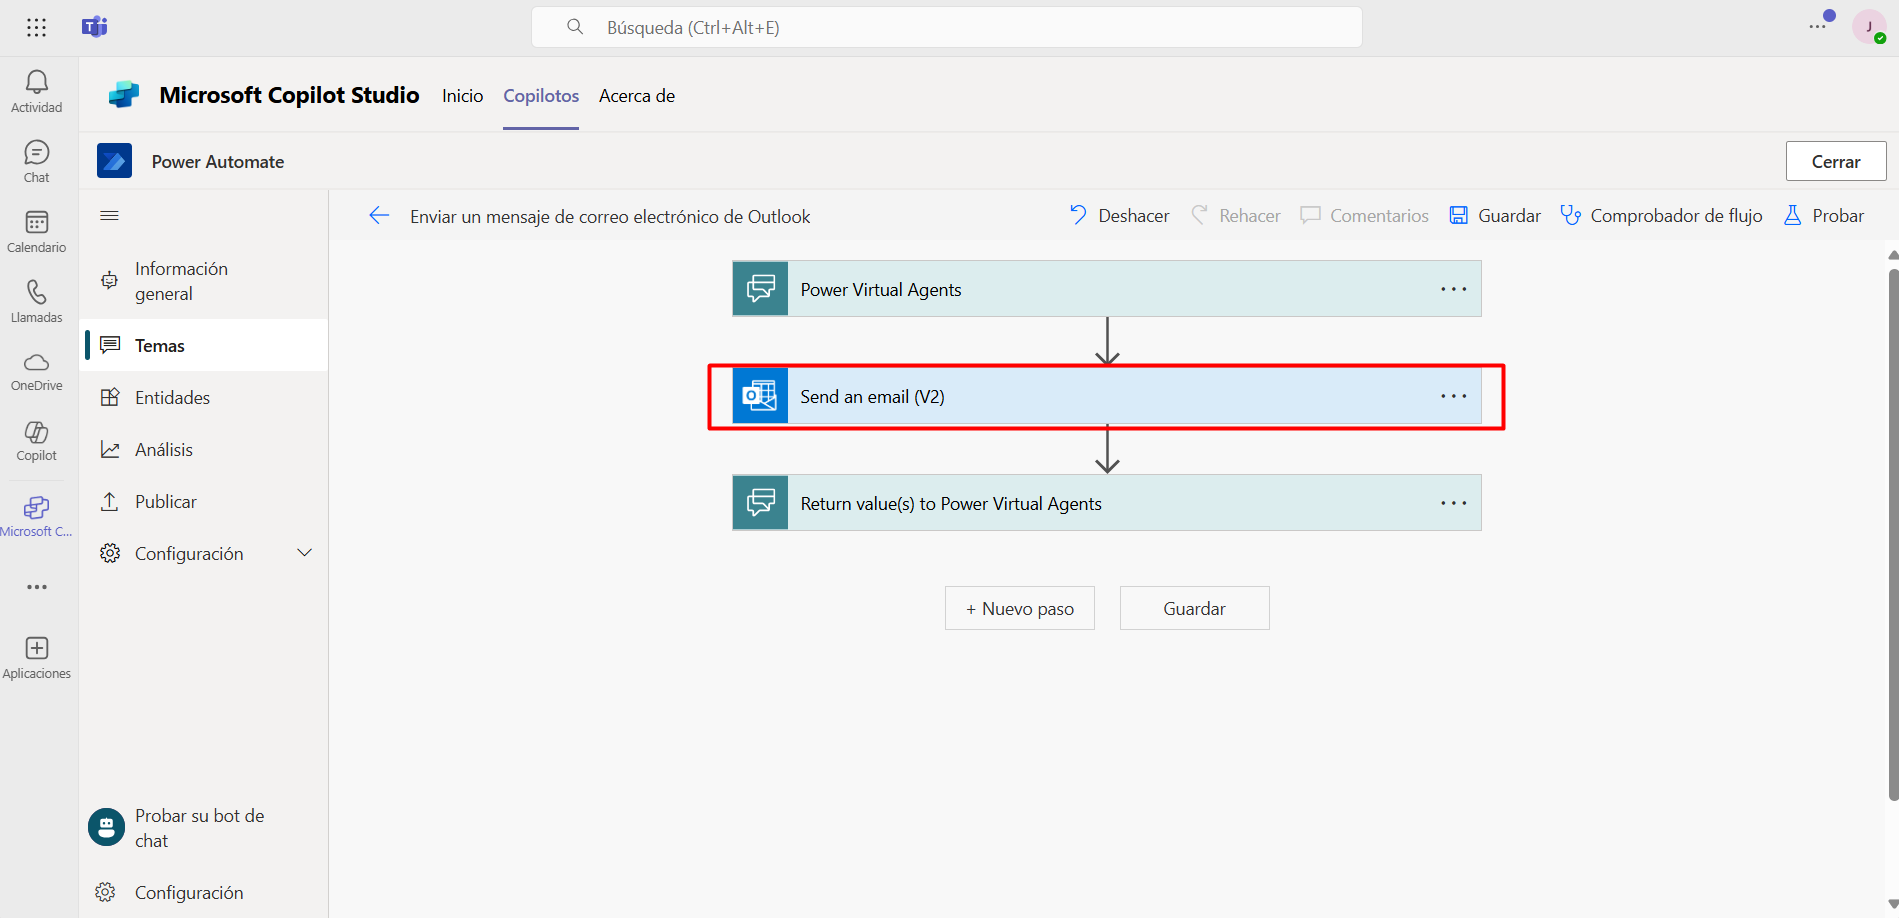 Búsqueda (Ctrl+Alt+E)
J
Actividad
Chat
Calendario
Llamadas
OneDrive
Copilot
Microsoft C...
Aplicaciones
Microsoft Copilot Studio
Inicio
Copilotos
Acerca de
Power Automate
Cerrar
Información
general
Temas
Entidades
Análisis
Publicar
Configuración
Probar su bot de
chat
Configuración
Enviar un mensaje de correo electrónico de Outlook
Deshacer
Rehacer
Comentarios
Guardar
Comprobador de flujo
Probar
Power Virtual Agents
Send an email (V2)
Return value(s) to Power Virtual Agents
+ Nuevo paso
Guardar